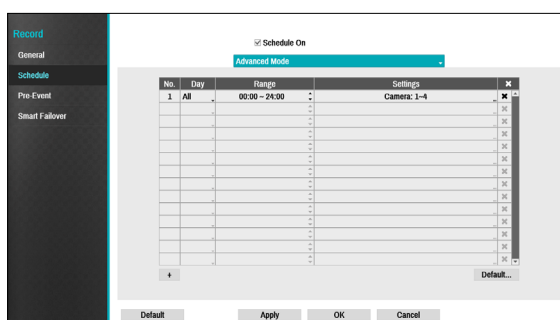 Record
General
Schedule
Pre-Event
Smart Failover
Schedule On
Advanced Mode
No. Day Range Settings
1 All 00:00 – 24:00 Camera: 1~4
+ Default...
Default Apply OK Cancel